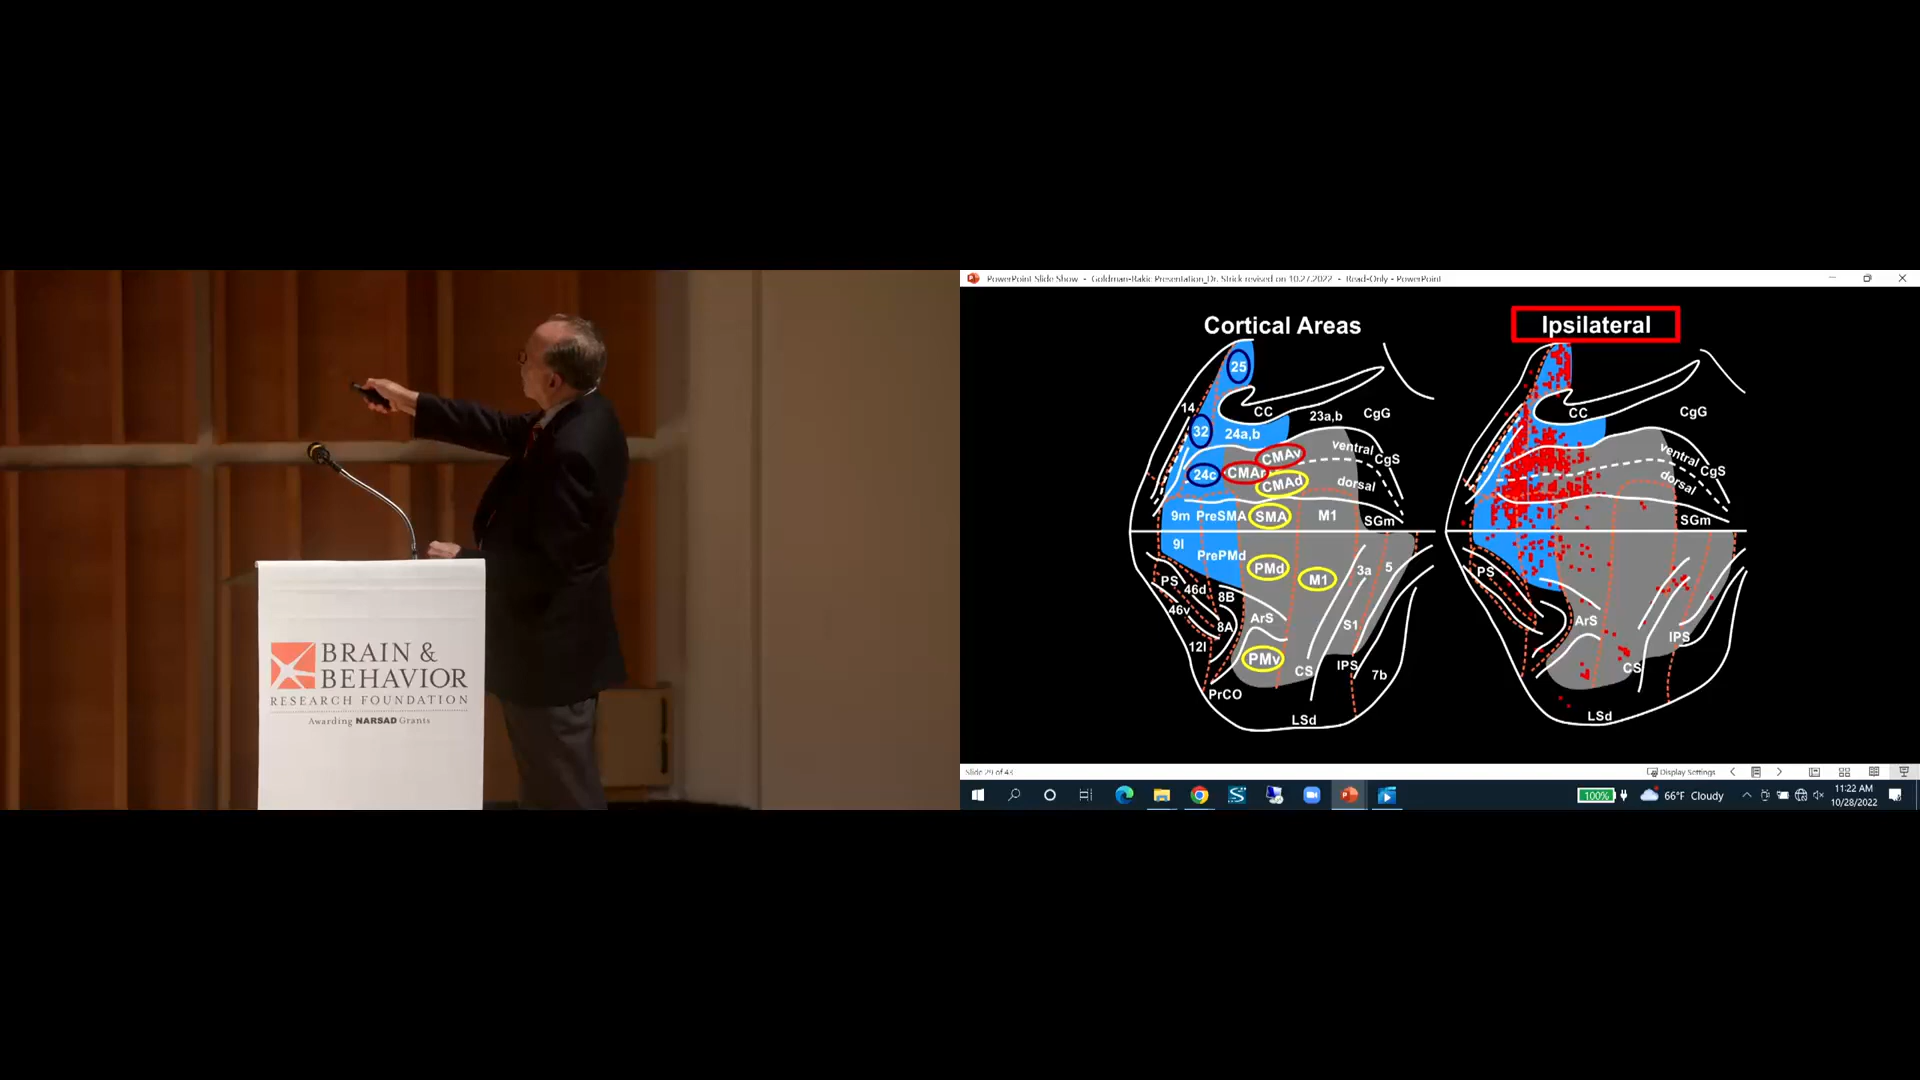 BRAIN &
BEHAVIOR
RESEARCH FOUNDATION
Awarding NARSAD Grants
PowerPoint Slide Show - Goldman-Rakic Presentation_Dr. Strick revised on 10.27.2022 - Read-Only - PowerPoint
Cortical Areas
25
14
CC
23a,b
CgG
32
24a,b
ventral
CgS
CMAv
24c
CMAr
CMAd
dorsal
9m
PreSMA
SMA
M1
SGm
9l
PrePMd
PMd
M1
3a
5
PS
46d
8B
46v
8A
ArS
S1
12l
PMv
CS
IPS
7b
PrCO
LSd
Ipsilateral
CC
CgG
ventral
CgS
dorsal
SGm
PS
ArS
IPS
CS
LSd
Slide 29 of 43
Display Settings
100%
66°F Cloudy
11:22 AM
10/28/2022